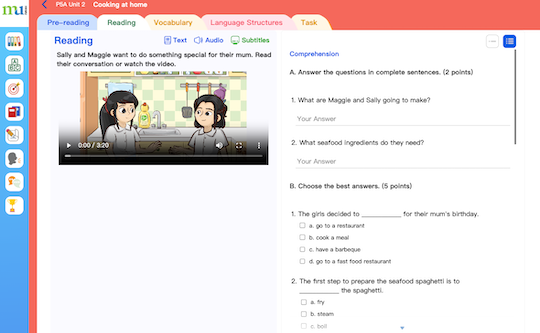 mu
P5A Unit 2 Cooking at home
Pre-reading
Reading
Vocabulary
Language Structures
Task
Reading
Text
Audio
Subtitles
Sally and Maggie want to do something special for their mum. Read
their conversation or watch the video.
0:00 / 3:20
Comprehension
A. Answer the questions in complete sentences. (2 points)
1. What are Maggie and Sally going to make?
Your Answer
2. What seafood ingredients do they need?
Your Answer
B. Choose the best answers. (5 points)
1. The girls decided to ____________ for their mum's birthday.
a. go to a restaurant
b. cook a meal
c. have a barbeque
d. go to a fast food restaurant
2. The first step to prepare the seafood spaghetti is to
____________ the spaghetti.
a. fry
b. steam
c. boil